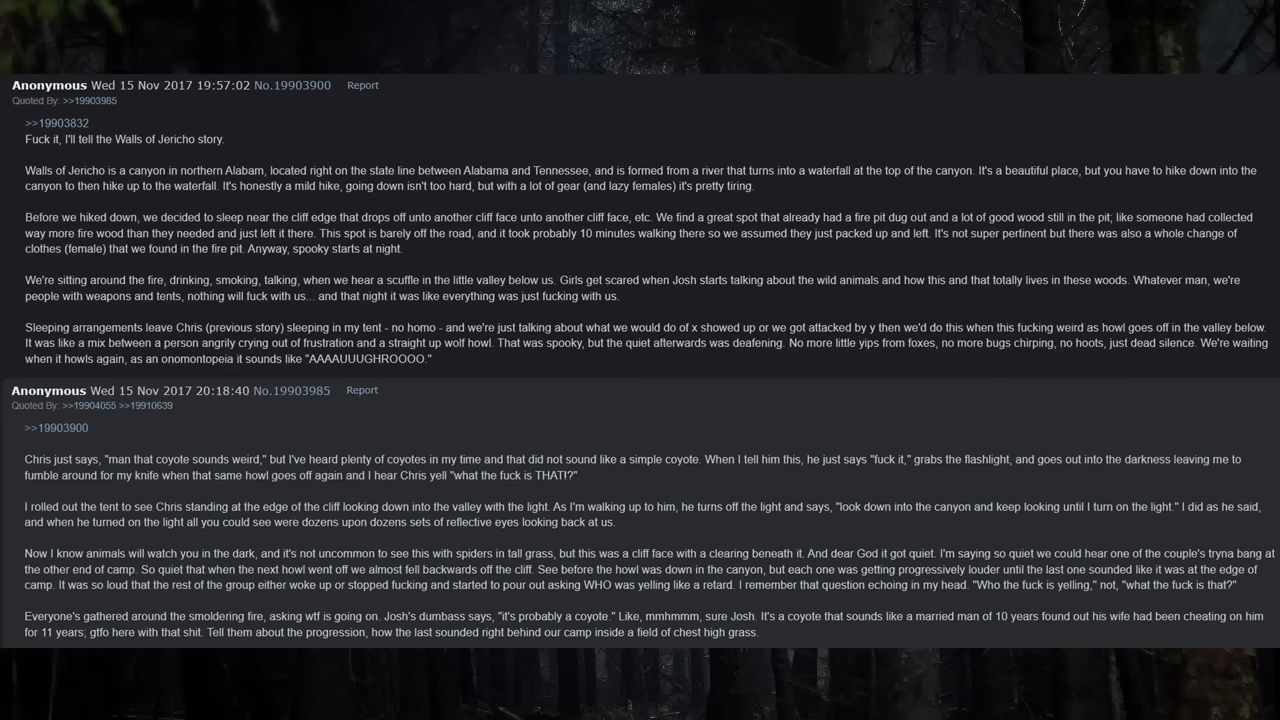 Anonymous Wed 15 Nov 2017 19:57:02 No.19903900 Report
Quoted By: >>19903985
>>19903832
Fuck it, I'll tell the Walls of Jericho story.
Walls of Jericho is a canyon in northern Alabam, located right on the state line between Alabama and Tennessee, and is formed from a river that turns into a waterfall at the top of the canyon. It's a beautiful place, but you have to hike down into the
canyon to then hike up to the waterfall. It's honestly a mild hike, going down isn't too hard, but with a lot of gear (and lazy females) it's pretty tiring.
Before we hiked down, we decided to sleep near the cliff edge that drops off unto another cliff face unto another cliff face, etc. We find a great spot that already had a fire pit dug out and a lot of good wood still in the pit; like someone had collected
way more fire wood than they needed and just left it there. This spot is barely off the road, and it took probably 10 minutes walking there so we assumed they just packed up and left. It's not super pertinent but there was also a whole change of
clothes (female) that we found in the fire pit. Anyway, spooky starts at night.
We're sitting around the fire, drinking, smoking, talking, when we hear a scuffle in the little valley below us. Girls get scared when Josh starts talking about the wild animals and how this and that totally lives in these woods. Whatever man, we're
people with weapons and tents, nothing will fuck with us... and that night it was like everything was just fucking with us.
Sleeping arrangements leave Chris (previous story) sleeping in my tent - no homo - and we're just talking about what we would do of x showed up or we got attacked by y then we'd do this when this fucking weird as howl goes off in the valley below.
It was like a mix between a person angrily crying out of frustration and a straight up wolf howl. That was spooky, but the quiet afterwards was deafening. No more little yips from foxes, no more bugs chirping, no hoots, just dead silence. We're waiting
when it howls again, as an onomontopeia it sounds like "AAAAUUUGHROOOO."
Anonymous Wed 15 Nov 2017 20:18:40 No.19903985 Report
Quoted By: >>19904055 >>19910639
>>19903900
Chris just says, "man that coyote sounds weird," but I've heard plenty of coyotes in my time and that did not sound like a simple coyote. When I tell him this, he just says "fuck it," grabs the flashlight, and goes out into the darkness leaving me to
fumble around for my knife when that same howl goes off again and I hear Chris yell "what the fuck is THAT!?"
I rolled out the tent to see Chris standing at the edge of the cliff looking down into the valley with the light. As I'm walking up to him, he turns off the light and says, "look down into the canyon and keep looking until I turn on the light." I did as he said,
and when he turned on the light all you could see were dozens upon dozens sets of reflective eyes looking back at us.
Now I know animals will watch you in the dark, and it's not uncommon to see this with spiders in tall grass, but this was a cliff face with a clearing beneath it. And dear God it got quiet. I'm saying so quiet we could hear one of the couple's tryna bang at
the other end of camp. So quiet that when the next howl went off we almost fell backwards off the cliff. See before the howl was down in the canyon, but each one was getting progressively louder until the last one sounded like it was at the edge of
camp. It was so loud that the rest of the group either woke up or stopped fucking and started to pour out asking WHO was yelling like a retard. I remember that question echoing in my head. "Who the fuck is yelling," not, "what the fuck is that?"
Everyone's gathered around the smoldering fire, asking wtf is going on. Josh's dumbass says, "it's probably a coyote." Like, mmhmmm, sure Josh. It's a coyote that sounds like a married man of 10 years found out his wife had been cheating on him
for 11 years; gtfo here with that shit. Tell them about the progression, how the last sounded right behind our camp inside a field of chest high grass.